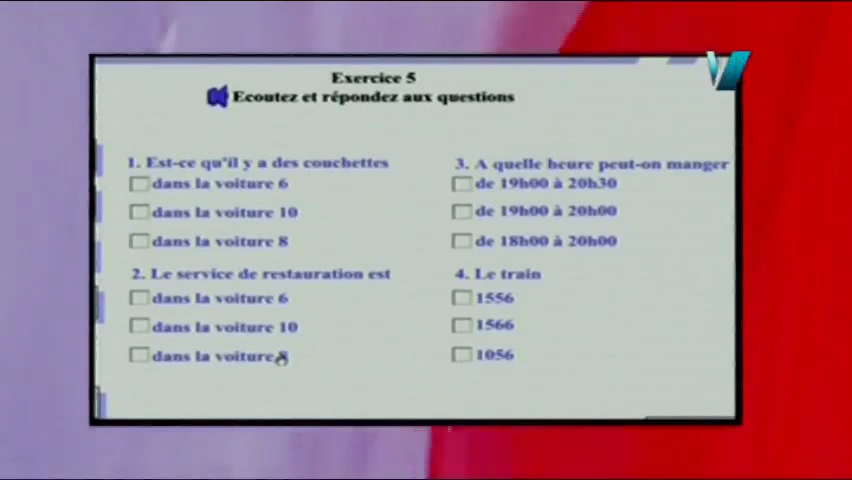 Exercice 5
Ecoutez et répondez aux questions
1. Est-ce qu'il y a des couchettes
dans la voiture 6
dans la voiture 10
dans la voiture 8
2. Le service de restauration est
dans la voiture 6
dans la voiture 10
dans la voiture 8
3. A quelle heure peut-on manger
de 19h00 à 20h30
de 19h00 à 20h00
de 18h00 à 20h00
4. Le train
1556
1566
1056